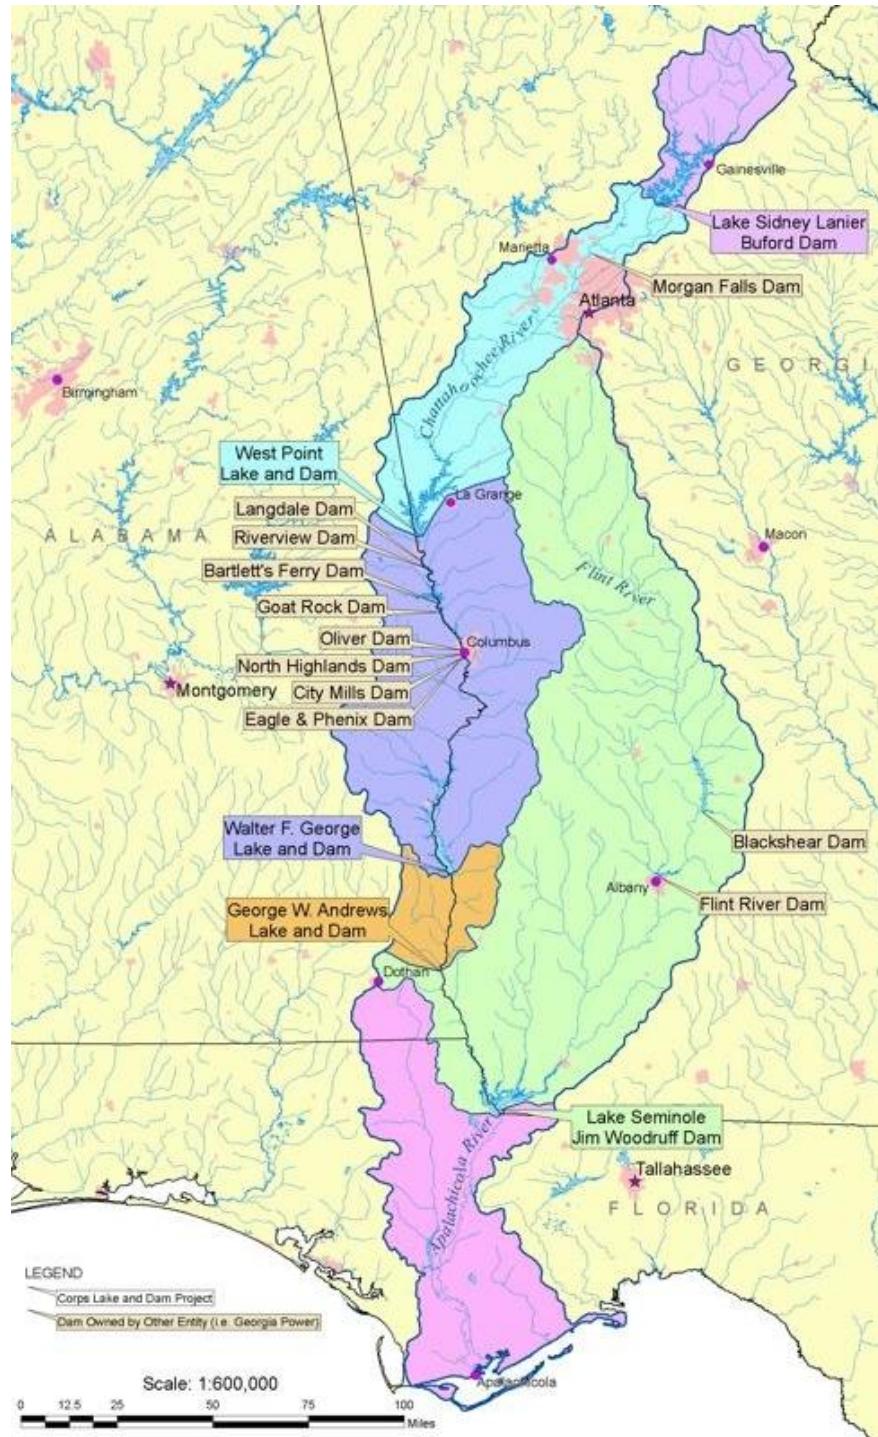 Gainesville
Lake Sidney Lanier
Buford Dam
Marietta
Morgan Falls Dam
Atlanta
Chattahoochee River
GEORGI
Birmingham
West Point
Lake and Dam
La Grange
Langdale Dam
ALABAMA
Riverview Dam
Macon
Bartlett's Ferry Dam
Flint River
Goat Rock Dam
Oliver Dam
Columbus
North Highlands Dam
Montgomery
City Mills Dam
Eagle & Phenix Dam
Walter F. George
Lake and Dam
Blackshear Dam
Albany
Flint River Dam
George W. Andrews
Lake and Dam
Dothan
Lake Seminole
Jim Woodruff Dam
Apalachicola River
Tallahassee
FLORIDA
LEGEND
Corps Lake and Dam Project
Dam Owned by Other Entity (i.e. Georgia Power)
Scale: 1:600,000
Apalachicola
0 12.5 25 50 75 100
Miles